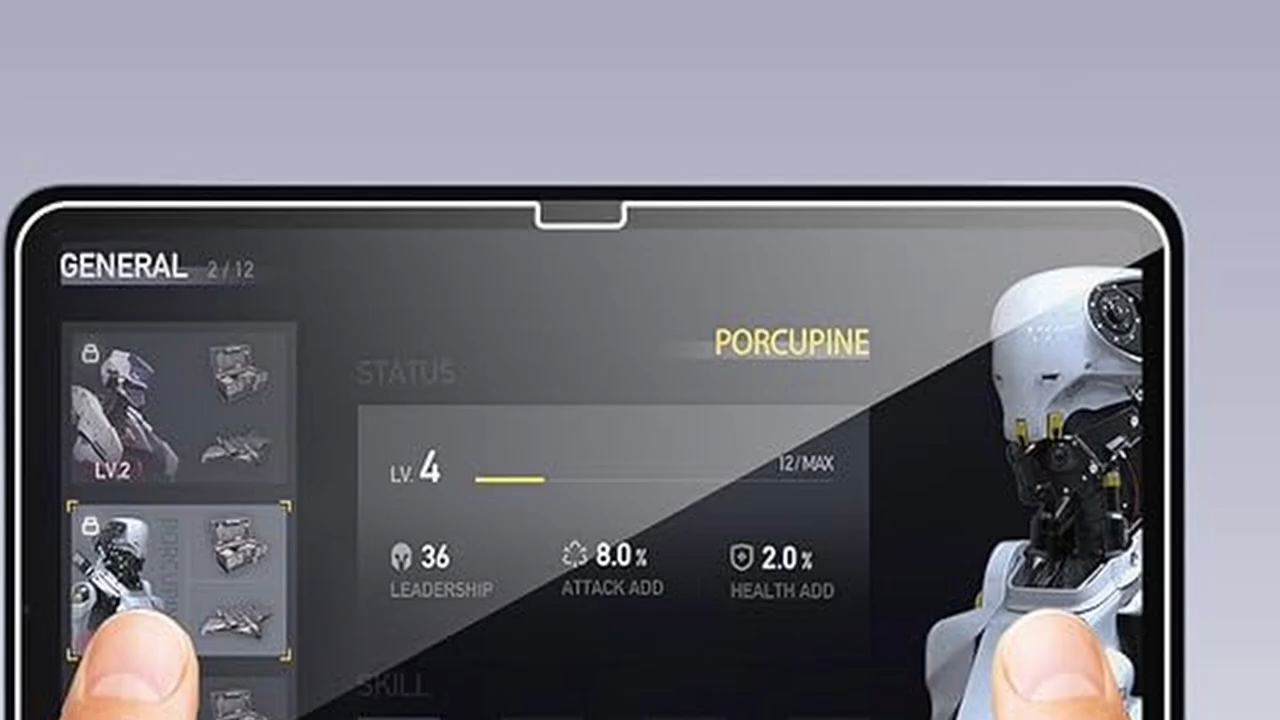 GENERAL 2/12
PORCUPINE
STATUS
LV.2
LV. 4
12/MAX
36
8.0%
2.0%
LEADERSHIP
ATTACK ADD
HEALTH ADD
PORCUPINE
SKILL